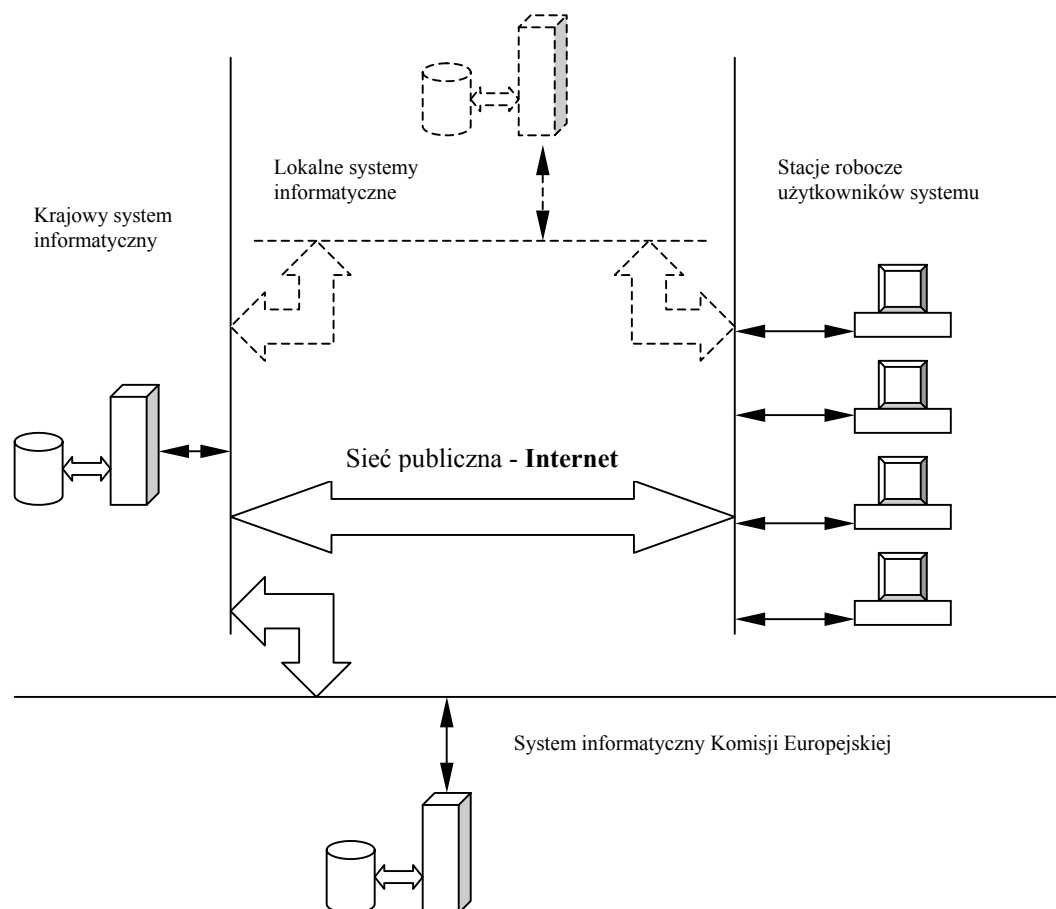 Lokalne systemy
informatyczne
Stacje robocze
użytkowników systemu
Krajowy system
informatyczny
Sieć publiczna - Internet
System informatyczny Komisji Europejskiej